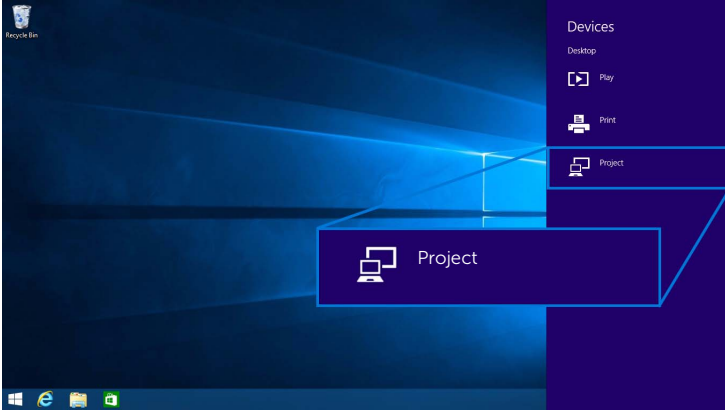 Recycle Bin
Devices
Desktop
Play
Print
Project
Project